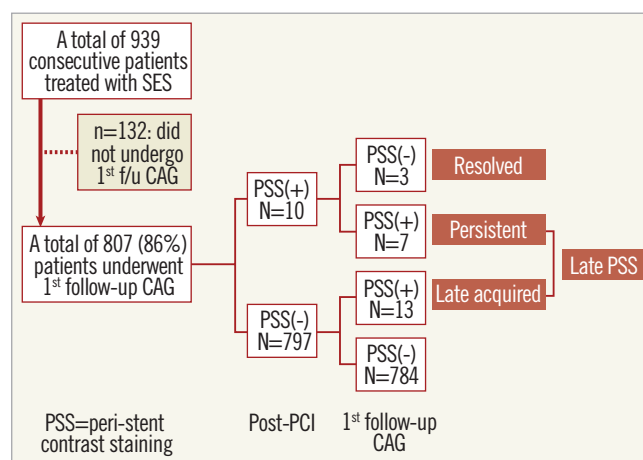 A total of 939
consecutive patients
treated with SES
n=132: did
not undergo
1st f/u CAG
A total of 807 (86%)
patients underwent
1st follow-up CAG
PSS(+)
N=10
PSS(-)
N=797
PSS(-)
N=3
PSS(+)
N=7
PSS(+)
N=13
PSS(-)
N=784
Resolved
Persistent
Late acquired
Late PSS
PSS=peri-stent
contrast staining
Post-PCI
1st follow-up
CAG